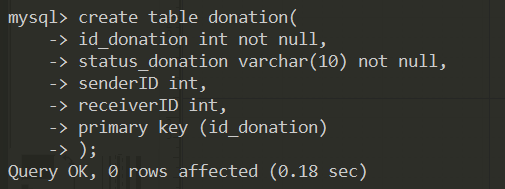 mysql> create table donation(
    -> id_donation int not null,
    -> status_donation varchar(10) not null,
    -> senderID int,
    -> receiverID int,
    -> primary key (id_donation)
    -> );
Query OK, 0 rows affected (0.18 sec)